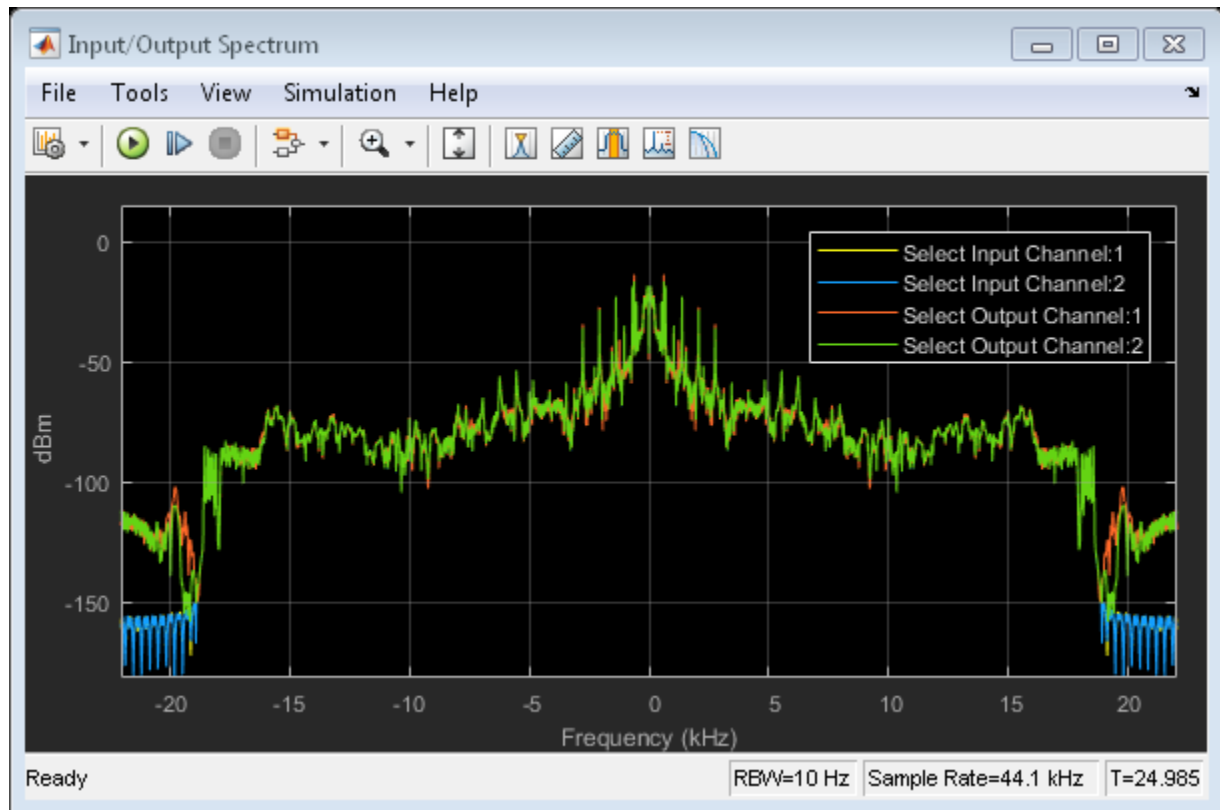 Input/Output Spectrum
File Tools View Simulation Help
0
-50
-100
-150
dBm
Select Input Channel:1
Select Input Channel:2
Select Output Channel:1
Select Output Channel:2
-20 -15 -10 -5 0 5 10 15 20
Frequency (kHz)
Ready RBW=10 Hz Sample Rate=44.1 kHz T=24.985